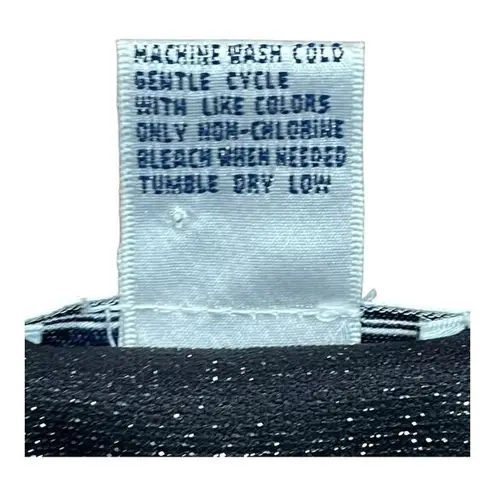 MACHINE WASH COLD
GENTLE CYCLE
WITH LIKE COLORS
ONLY NON-CHLORINE
BLEACH WHEN NEEDED
TUMBLE DRY LOW